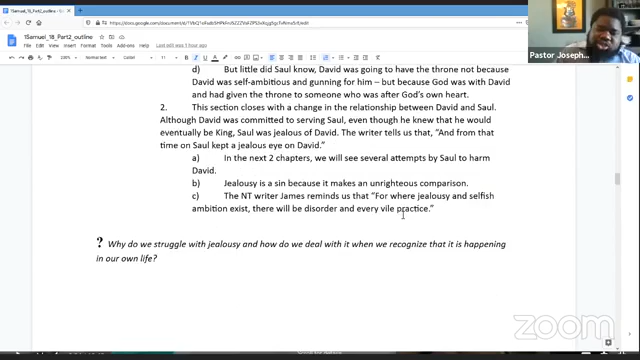 1Samuel_18_Part2_outline
File Edit View Insert Format Tools Add-ons Help Last edit was 1 hour ago
Share
Pastor Joseph...
Normal text
11
d) But little did Saul know, David was going to have the throne not because
David was self-ambitious and gunning for him – but because God was with David
and had given the throne to someone who was after God's own heart.
2. This section closes with a change in the relationship between David and Saul.
Although David was committed to serving Saul, even though he knew that he would
eventually be King, Saul was jealous of David. The writer tells us that, "And from that
time on Saul kept a jealous eye on David."
a) In the next 2 chapters, we will see several attempts by Saul to harm
David.
b) Jealousy is a sin because it makes an unrighteous comparison.
c) The NT writer James reminds us that "For where jealousy and selfish
ambition exist, there will be disorder and every vile practice."
? Why do we struggle with jealousy and how do we deal with it when we recognize that it is happening
in our own life?
zoom